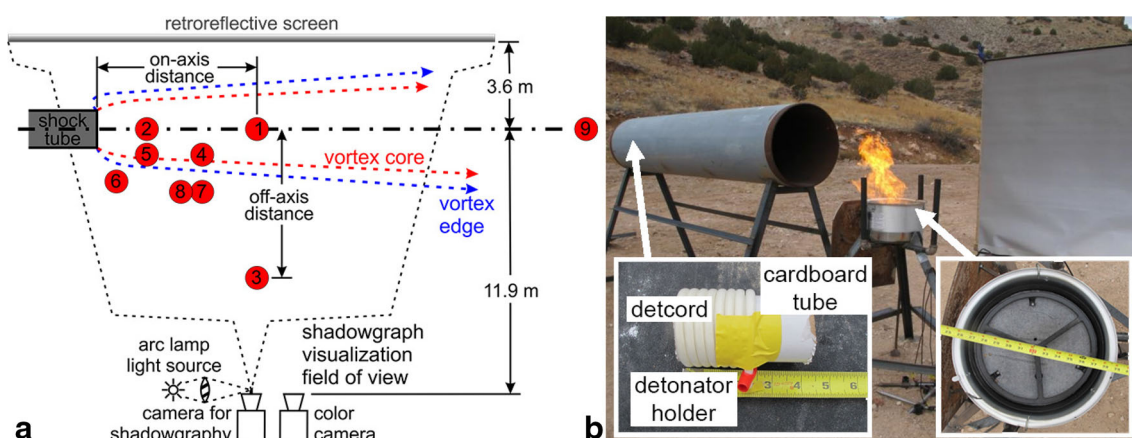 retroreflective screen
on-axis
distance
3.6 m
shock
tube
2
1
9
5
4
vortex core
6
8
7
off-axis
distance
vortex
edge
3
11.9 m
arc lamp
light source
shadowgraph
visualization
field of view
camera for
shadowgraphy
color
camera
a
detcord
cardboard
tube
detonator
holder
3 4 5 6
b